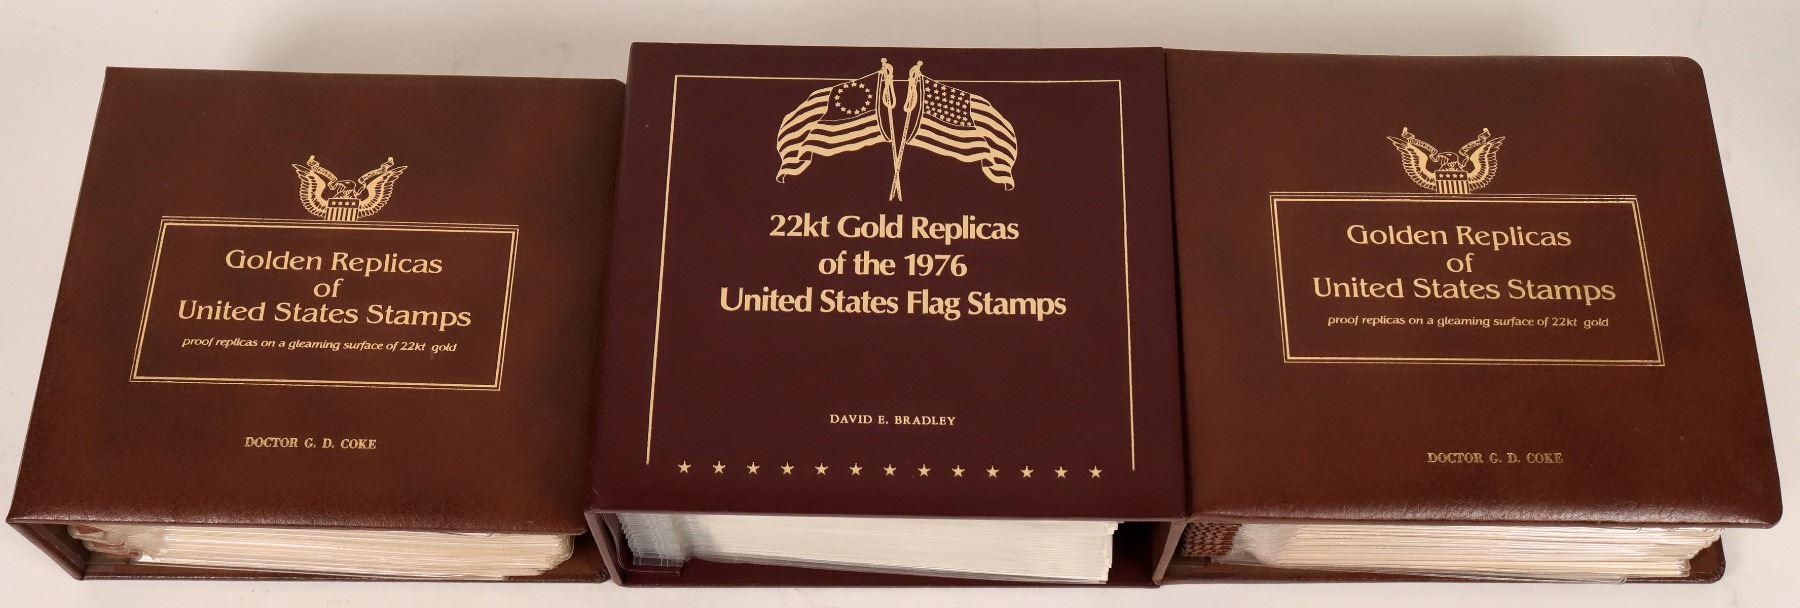 Golden Replicas
of
United States Stamps
proof replicas on a gleaming surface of 22kt gold
DOCTOR G. D. COKE
22kt Gold Replicas
of the 1976
United States Flag Stamps
DAVID E. BRADLEY
Golden Replicas
of
United States Stamps
proof replicas on a gleaming surface of 22kt gold
DOCTOR G. D. COKE